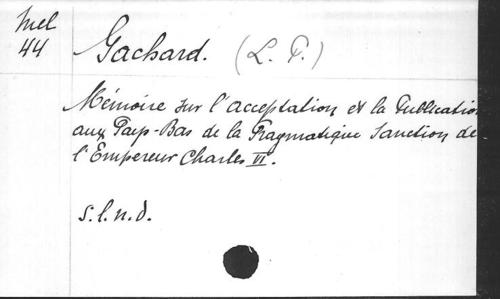 Mel
44
Gachard. (L. P.)
Mémoire sur l'acceptation et la Publication
aux Pays-Bas de la Pragmatique Sanction de
l'Empereur Charles VI.
s.l.n.d.